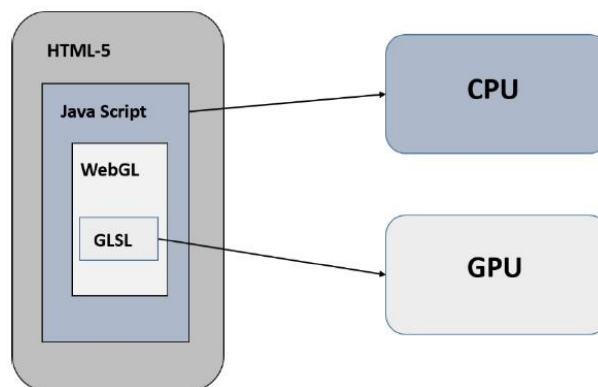 HTML-5
Java Script
WebGL
GLSL
CPU
GPU